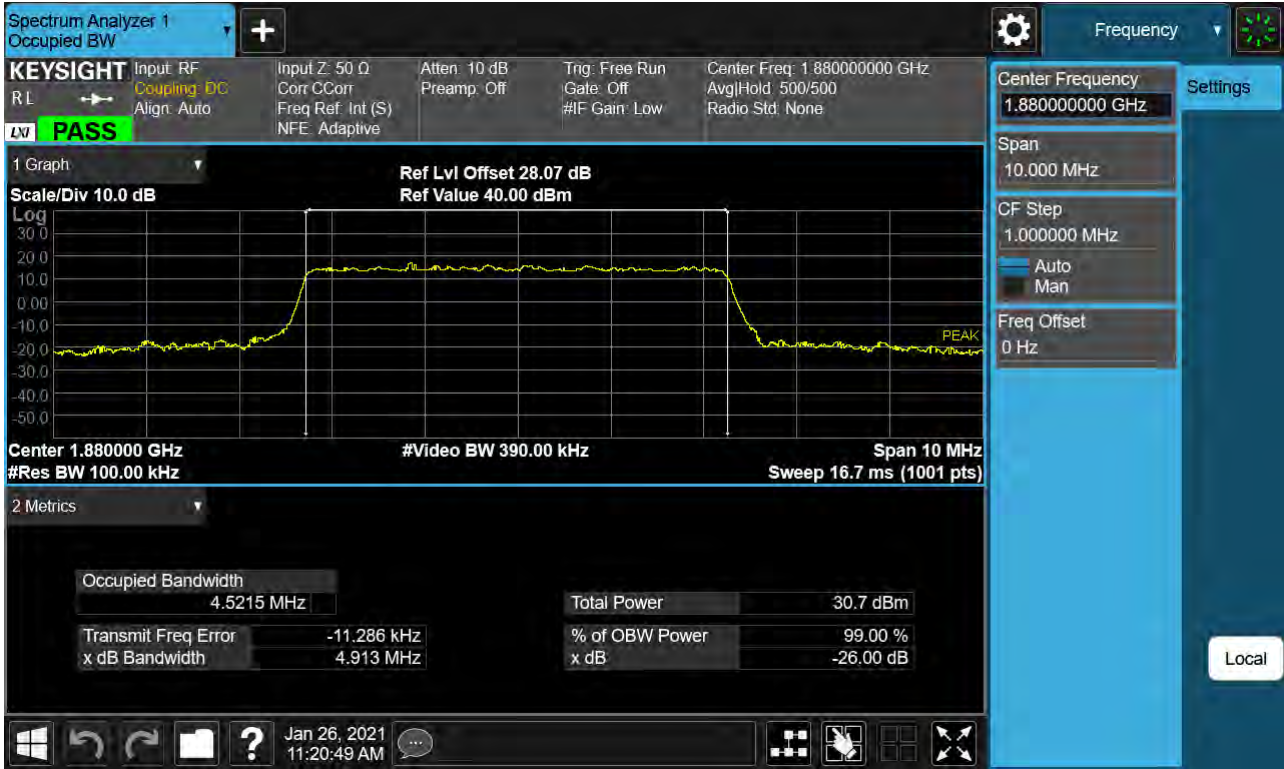 Spectrum Analyzer 1
Occupied BW
+
Frequency
KEYSIGHT
RL
LXI PASS
Input: RF
Coupling: DC
Align: Auto
Input Z: 50 Ω
Corr CCorr
Freq Ref: Int (S)
NFE: Adaptive
Atten: 10 dB
Preamp: Off
Trig: Free Run
Gate: Off
#IF Gain: Low
Center Freq: 1.880000000 GHz
Avg|Hold: 500/500
Radio Std: None
Center Frequency
1.880000000 GHz
Settings
Span
10.000 MHz
CF Step
1.000000 MHz
Auto
Man
Freq Offset
0 Hz
Local
1 Graph
Scale/Div 10.0 dB
Ref Lvl Offset 28.07 dB
Ref Value 40.00 dBm
Log
30.0
20.0
10.0
0.00
-10.0
-20.0
-30.0
-40.0
-50.0
PEAK
Center 1.880000 GHz
#Video BW 390.00 kHz
Span 10 MHz
#Res BW 100.00 kHz
Sweep 16.7 ms (1001 pts)
2 Metrics
Occupied Bandwidth
4.5215 MHz
Total Power 30.7 dBm
Transmit Freq Error -11.286 kHz
% of OBW Power 99.00 %
x dB Bandwidth 4.913 MHz
x dB -26.00 dB
?
Jan 26, 2021
11:20:49 AM